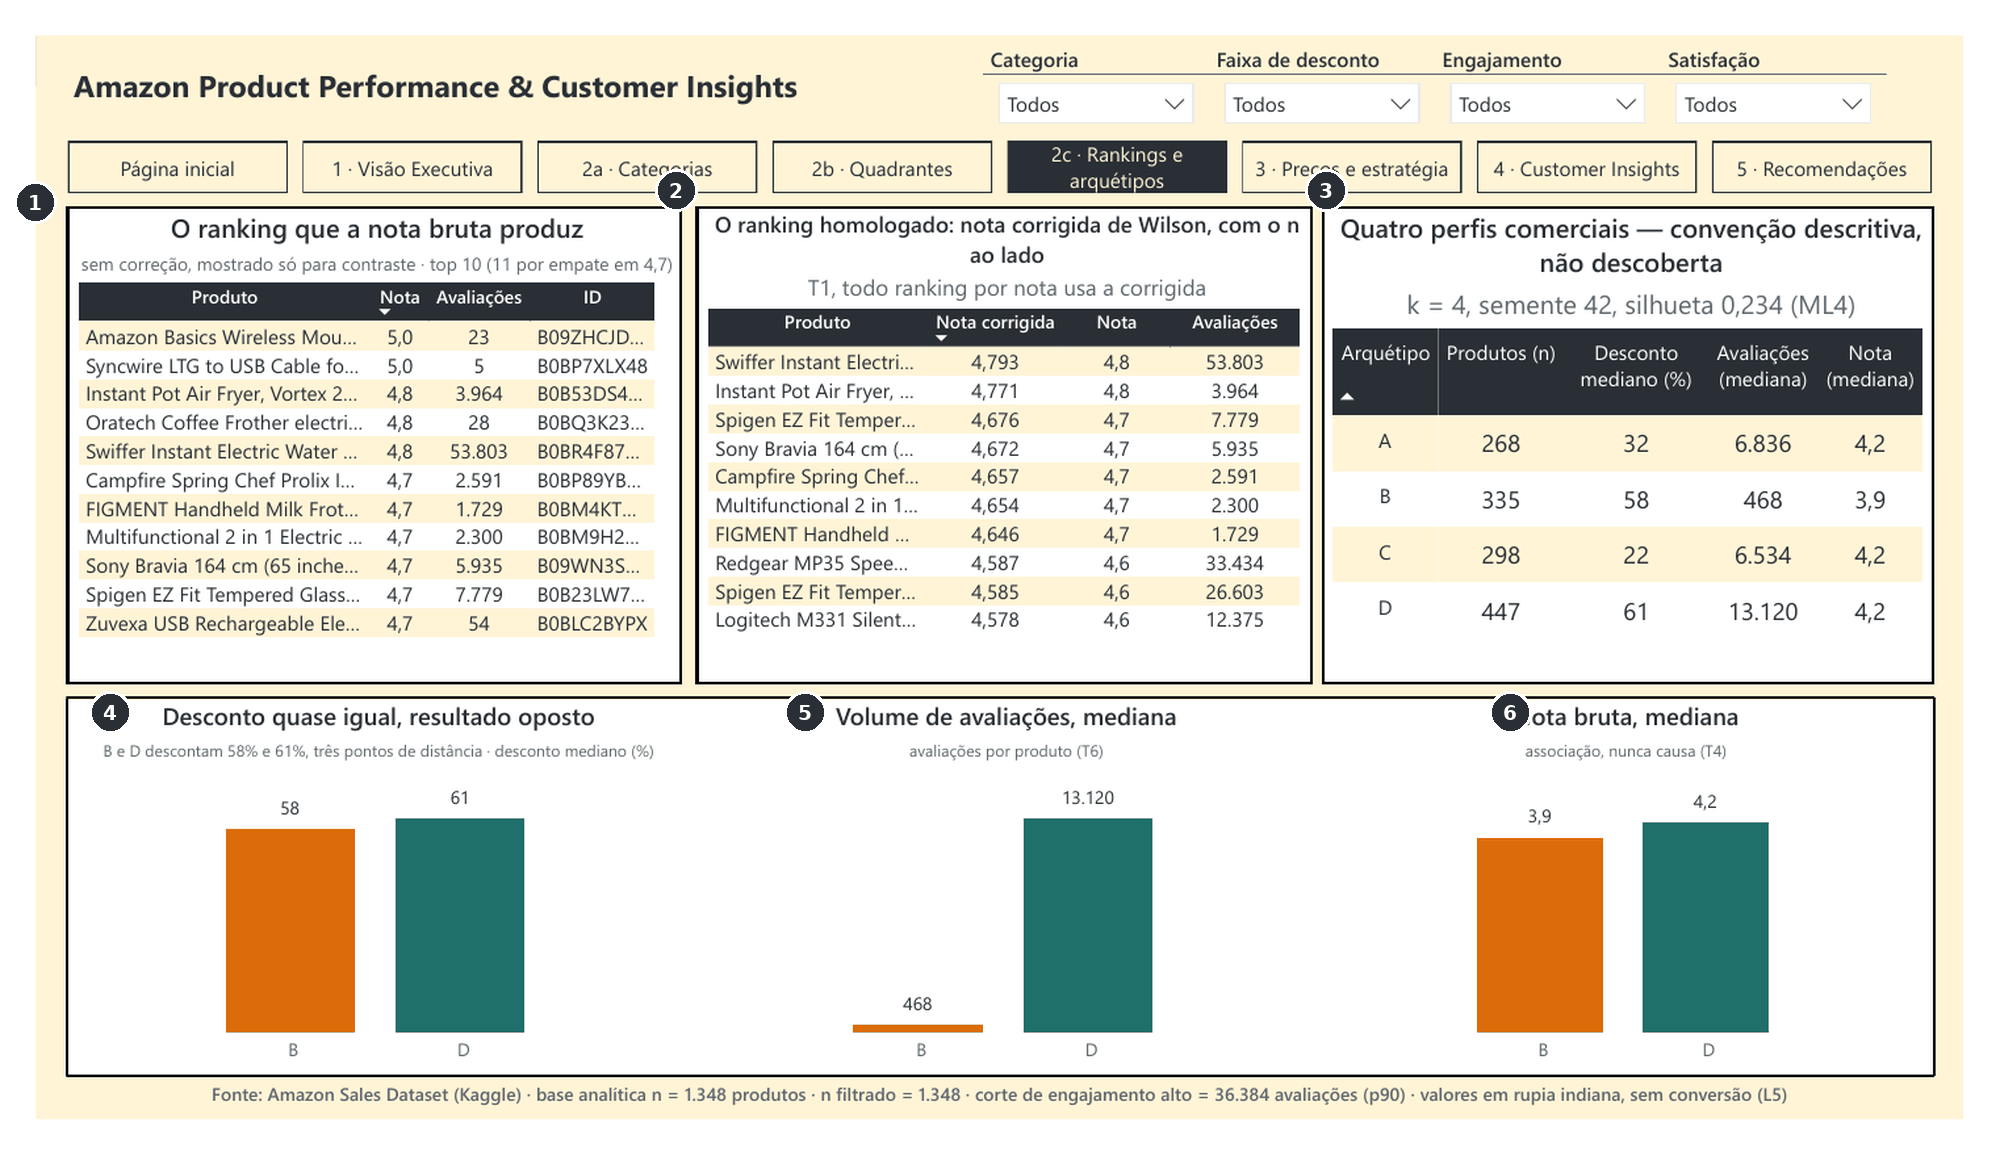 Amazon Product Performance & Customer Insights
Categoria
Faixa de desconto
Engajamento
Satisfação
Todos
Todos
Todos
Todos
Página inicial
1 · Visão Executiva
2a · Categorias
2b · Quadrantes
2c · Rankings e
arquétipos
3 · Preços e estratégia
4 · Customer Insights
5 · Recomendações
1
O ranking que a nota bruta produz
sem correção, mostrado só para contraste · top 10 (11 por empate em 4,7)
Produto Nota Avaliações ID
Amazon Basics Wireless Mou... 5,0 23 B09ZHCJD...
Syncwire LTG to USB Cable fo... 5,0 5 B0BP7XLX48
Instant Pot Air Fryer, Vortex 2... 4,8 3.964 B0B53DS4...
Oratech Coffee Frother electri... 4,8 28 B0BQ3K23...
Swiffer Instant Electric Water ... 4,8 53.803 B0BR4F87...
Campfire Spring Chef Prolix I... 4,7 2.591 B0BP89YB...
FIGMENT Handheld Milk Frot... 4,7 1.729 B0BM4KT...
Multifunctional 2 in 1 Electric ... 4,7 2.300 B0BM9H2...
Sony Bravia 164 cm (65 inche... 4,7 5.935 B09WN3S...
Spigen EZ Fit Tempered Glass... 4,7 7.779 B0B23LW7...
Zuvexa USB Rechargeable Ele... 4,7 54 B0BLC2BYPX
2
O ranking homologado: nota corrigida de Wilson, com o n
ao lado
T1, todo ranking por nota usa a corrigida
Produto Nota corrigida Nota Avaliações
Swiffer Instant Electri... 4,793 4,8 53.803
Instant Pot Air Fryer, ... 4,771 4,8 3.964
Spigen EZ Fit Temper... 4,676 4,7 7.779
Sony Bravia 164 cm (... 4,672 4,7 5.935
Campfire Spring Chef... 4,657 4,7 2.591
Multifunctional 2 in 1... 4,654 4,7 2.300
FIGMENT Handheld ... 4,646 4,7 1.729
Redgear MP35 Spee... 4,587 4,6 33.434
Spigen EZ Fit Temper... 4,585 4,6 26.603
Logitech M331 Silent... 4,578 4,6 12.375
3
Quatro perfis comerciais — convenção descritiva,
não descoberta
k = 4, semente 42, silhueta 0,234 (ML4)
Arquétipo Produtos (n) Desconto mediano (%) Avaliações (mediana) Nota (mediana)
A 268 32 6.836 4,2
B 335 58 468 3,9
C 298 22 6.534 4,2
D 447 61 13.120 4,2
4
Desconto quase igual, resultado oposto
B e D descontam 58% e 61%, três pontos de distância · desconto mediano (%)
58
61
B
D
5
Volume de avaliações, mediana
avaliações por produto (T6)
468
13.120
B
D
6
ota bruta, mediana
associação, nunca causa (T4)
3,9
4,2
B
D
Fonte: Amazon Sales Dataset (Kaggle) · base analítica n = 1.348 produtos · n filtrado = 1.348 · corte de engajamento alto = 36.384 avaliações (p90) · valores em rupia indiana, sem conversão (L5)